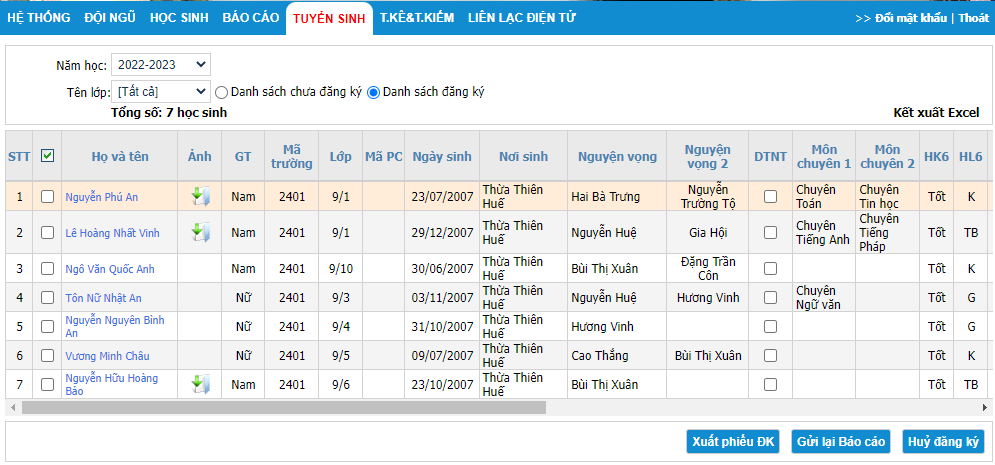 HỆ THỐNG ĐỘI NGŨ HỌC SINH BÁO CÁO TUYỂN SINH T.KÊ&T.KIẾM LIÊN LẠC ĐIỆN TỬ >> Đổi mật khẩu | Thoát
Năm học: 2022-2023
Tên lớp: [Tất cả] Danh sách chưa đăng ký Danh sách đăng ký
Tổng số: 7 học sinh Kết xuất Excel
STT Họ và tên Ảnh GT Mã trường Lớp Mã PC Ngày sinh Nơi sinh Nguyện vọng Nguyện vọng 2 DTNT Môn chuyên 1 Môn chuyên 2 HK6 HL6
1 Nguyễn Phú An Nam 2401 9/1 23/07/2007 Thừa Thiên Huế Hai Bà Trưng Nguyễn Trường Tộ Chuyên Toán Chuyên Tin học Tốt K
2 Lê Hoàng Nhất Vinh Nam 2401 9/1 29/12/2007 Thừa Thiên Huế Nguyễn Huệ Gia Hội Chuyên Tiếng Anh Chuyên Tiếng Pháp Tốt TB
3 Ngô Văn Quốc Anh Nam 2401 9/10 30/06/2007 Thừa Thiên Huế Bùi Thị Xuân Đặng Trần Côn Tốt K
4 Tôn Nữ Nhật An Nữ 2401 9/3 03/11/2007 Thừa Thiên Huế Nguyễn Huệ Hương Vinh Chuyên Ngữ văn Tốt G
5 Nguyễn Nguyên Bình An Nữ 2401 9/4 31/10/2007 Thừa Thiên Huế Hương Vinh Tốt G
6 Vương Minh Châu Nữ 2401 9/5 09/07/2007 Thừa Thiên Huế Cao Thắng Bùi Thị Xuân Tốt K
7 Nguyễn Hữu Hoàng Bảo Nam 2401 9/6 23/10/2007 Thừa Thiên Huế Bùi Thị Xuân Tốt TB
Xuất phiếu ĐK Gửi lại Báo cáo Huỷ đăng ký